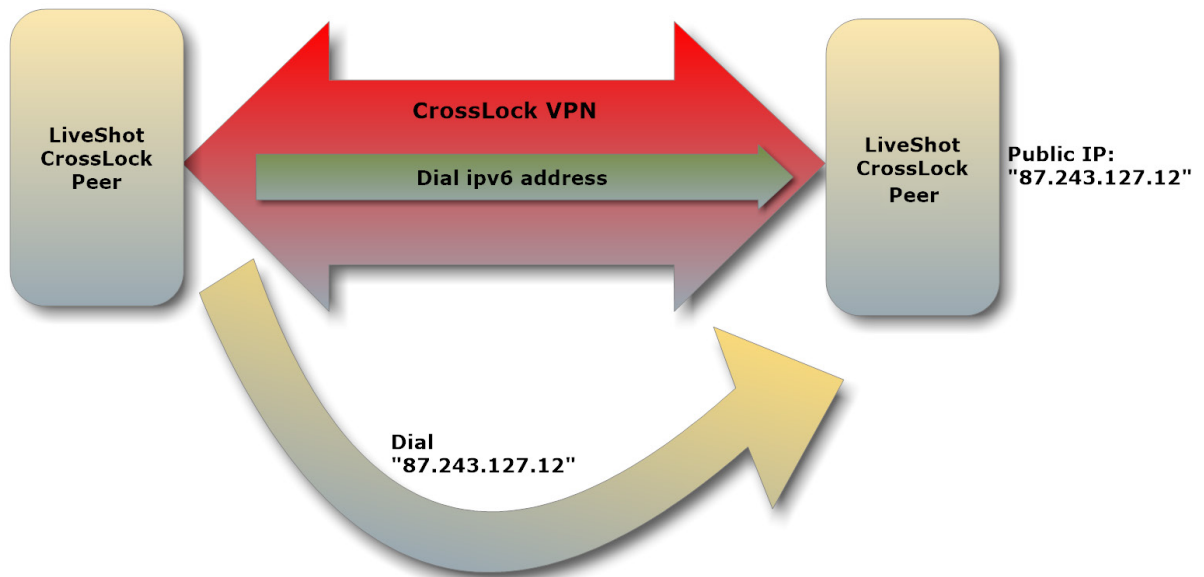 LiveShot
CrossLock
Peer
CrossLock VPN
Dial ipv6 address
LiveShot
CrossLock
Peer
Public IP:
"87.243.127.12"
Dial
"87.243.127.12"